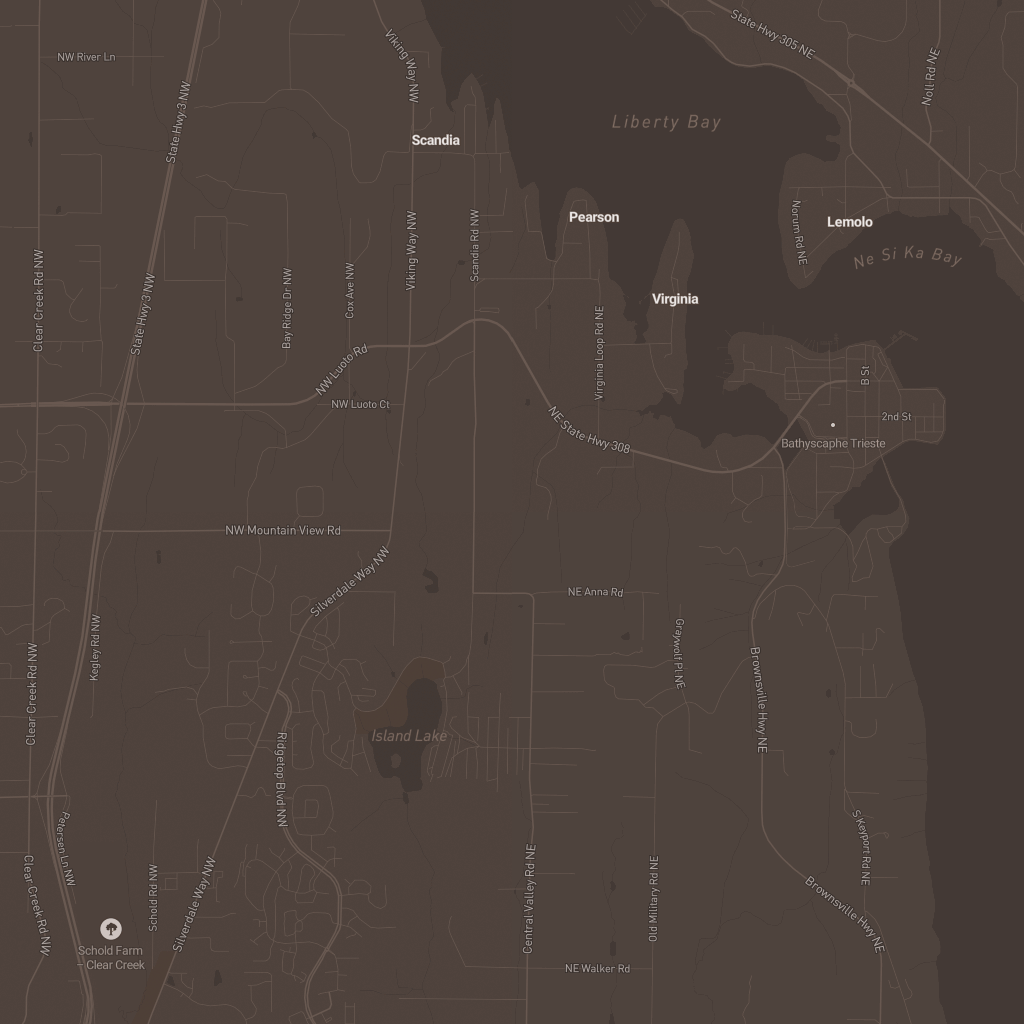 State Hwy 305 NE
Viking Way NW
NW River Ln
Noll Rd NE
State Hwy 3 NW
Liberty Bay
Scandia
Pearson
Lemolo
Norum Rd NE
Viking Way NW
Scandia Rd NW
Ne Si Ka Bay
Clear Creek Rd NW
State Hwy 3 NW
Bay Ridge Dr NW
Cox Ave NW
Virginia
Virginia Loop Rd NE
NW Luoto Rd
B St
NW Luoto Ct
2nd St
NE State Hwy 308
Bathyscaphe Trieste
NW Mountain View Rd
Silverdale Way NW
NE Anna Rd
Kegley Rd NW
Graywolf Pl NE
Clear Creek Rd NW
Brownsville Hwy NE
Island Lake
Ridgetop Blvd NW
Petersen Ln NW
S Keyport Rd NE
Clear Creek Rd NW
Schold Rd NW
Silverdale Way NW
Central Valley Rd NE
Old Military Rd NE
Brownsville Hwy NE
Schold Farm
– Clear Creek
NE Walker Rd